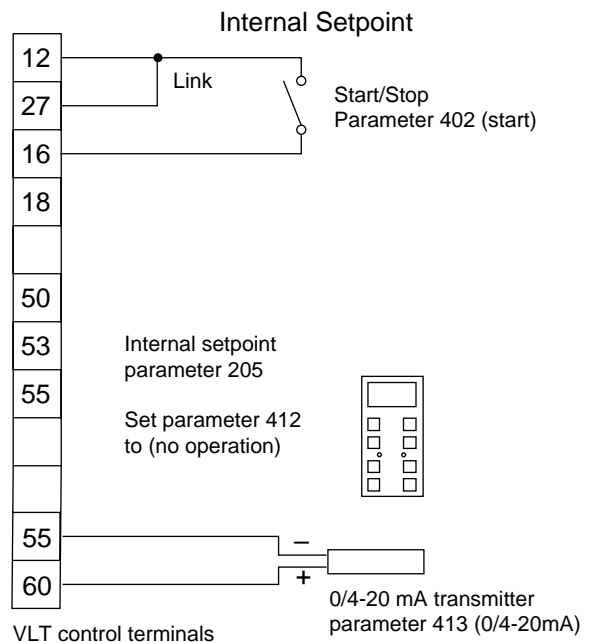 Internal Setpoint
12
Link
27
Start/Stop
Parameter 402 (start)
16
18
50
53
Internal setpoint
parameter 205
55
Set parameter 412
to (no operation)
55
–
+
60
0/4-20 mA transmitter
parameter 413 (0/4-20mA)
VLT control terminals